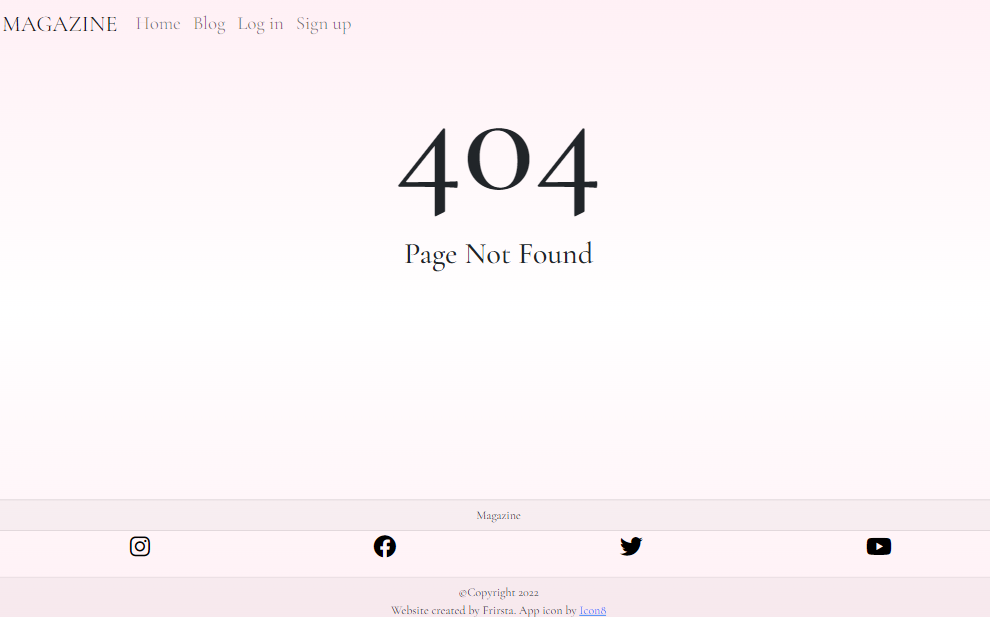 MAGAZINE Home Blog Log in Sign up
404
Page Not Found
Magazine
©Copyright 2022
Website created by Frirsta. App icon by Icon8